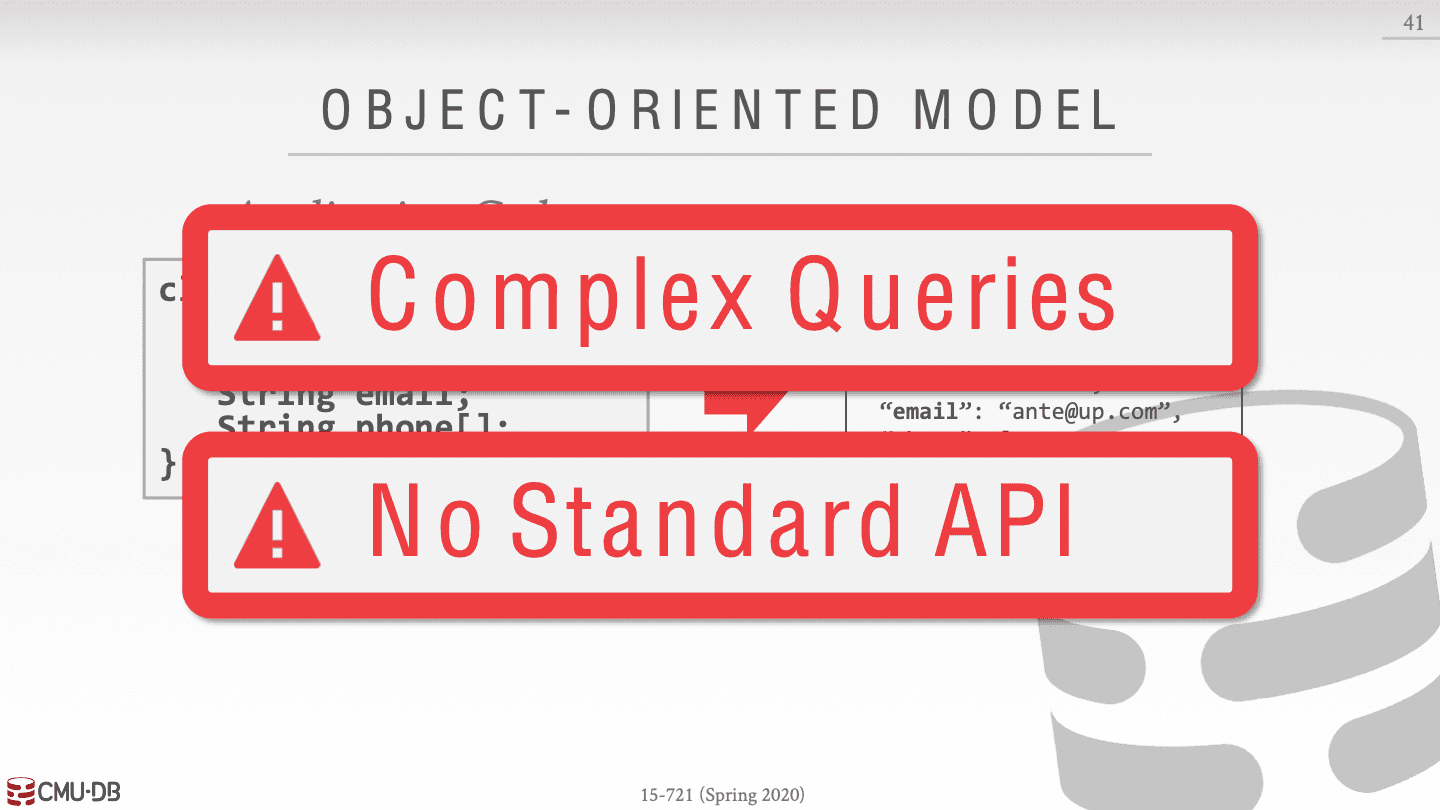 41
OBJECT-ORIENTED MODEL
Complex Queries
String email;
String phone[];
}
“email”: “ante@up.com”,
No Standard API
CMU·DB
15-721 (Spring 2020)